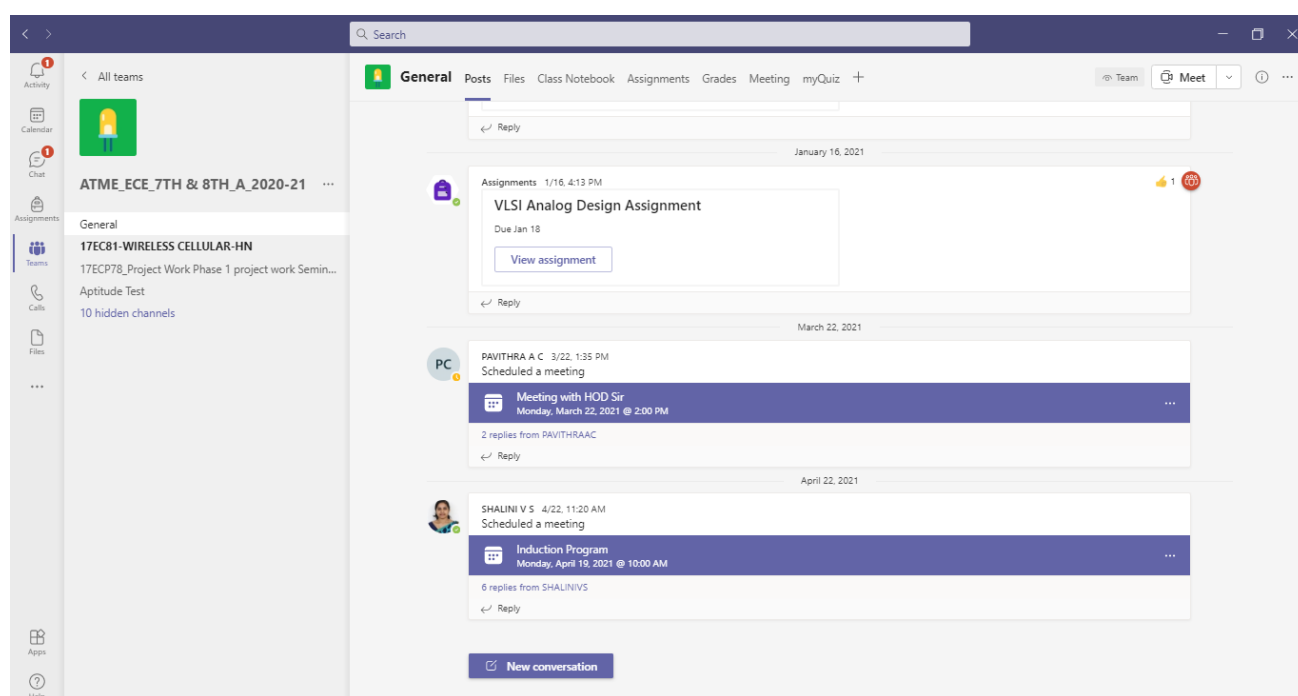 Search
1
Activity
Calendar
1
Chat
Assignments
Teams
Calls
Files
Apps
Help
All teams
ATME_ECE_7TH & 8TH_A_2020-21
General
17EC81-WIRELESS CELLULAR-HN
17ECP78_Project Work Phase 1 project work Semin...
Aptitude Test
10 hidden channels
General Posts Files Class Notebook Assignments Grades Meeting myQuiz
Team
Meet
Reply
January 16, 2021
Assignments 1/16, 4:13 PM
1
VLSI Analog Design Assignment
Due Jan 18
View assignment
Reply
March 22, 2021
PC
PAVITHRA A C 3/22, 1:35 PM
Scheduled a meeting
Meeting with HOD Sir
Monday, March 22, 2021 @ 2:00 PM
2 replies from PAVITHRAAC
Reply
April 22, 2021
SHALINI V S 4/22, 11:20 AM
Scheduled a meeting
Induction Program
Monday, April 19, 2021 @ 10:00 AM
6 replies from SHALINIVS
Reply
New conversation